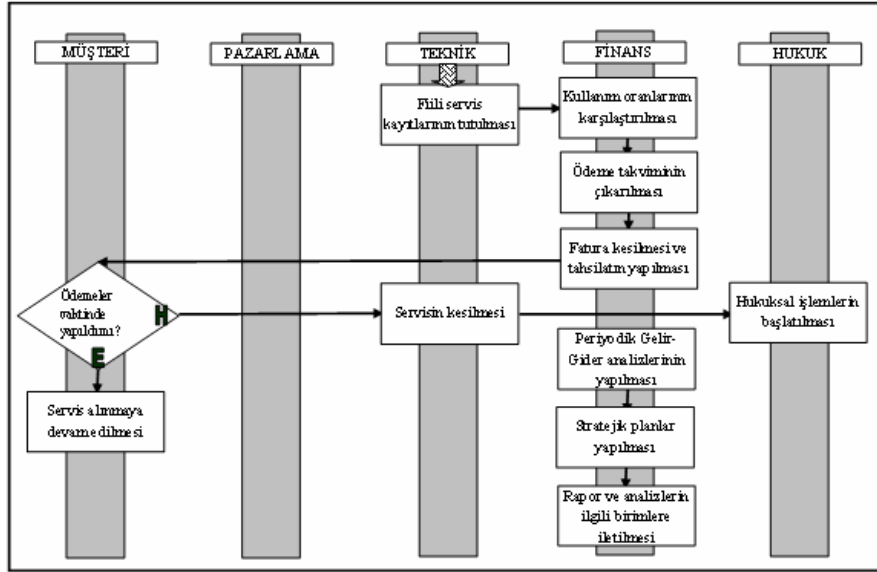 MÜŞTERİ
PAZARLAMA
TEKNİK
FİNANS
HUKUK
Fiili servis
kayıtlarının tutulması
Kullanım oranlarının
karşılaştırılması
Ödeme takviminin
çıkarılması
Fatura kesilmesi ve
tahsilatın yapılması
Ödemeler
vaktinde
yapıldımı?
H
E
Servisin kesilmesi
Hukuksal işlemlerin
başlatılması
Servis alınmaya
devam edilmesi
Periyodik Gelir-
Gider analizlerinin
yapılması
Stratejik planlar
yapılması
Rapor ve analizlerin
ilgili birimlere
iletilmesi